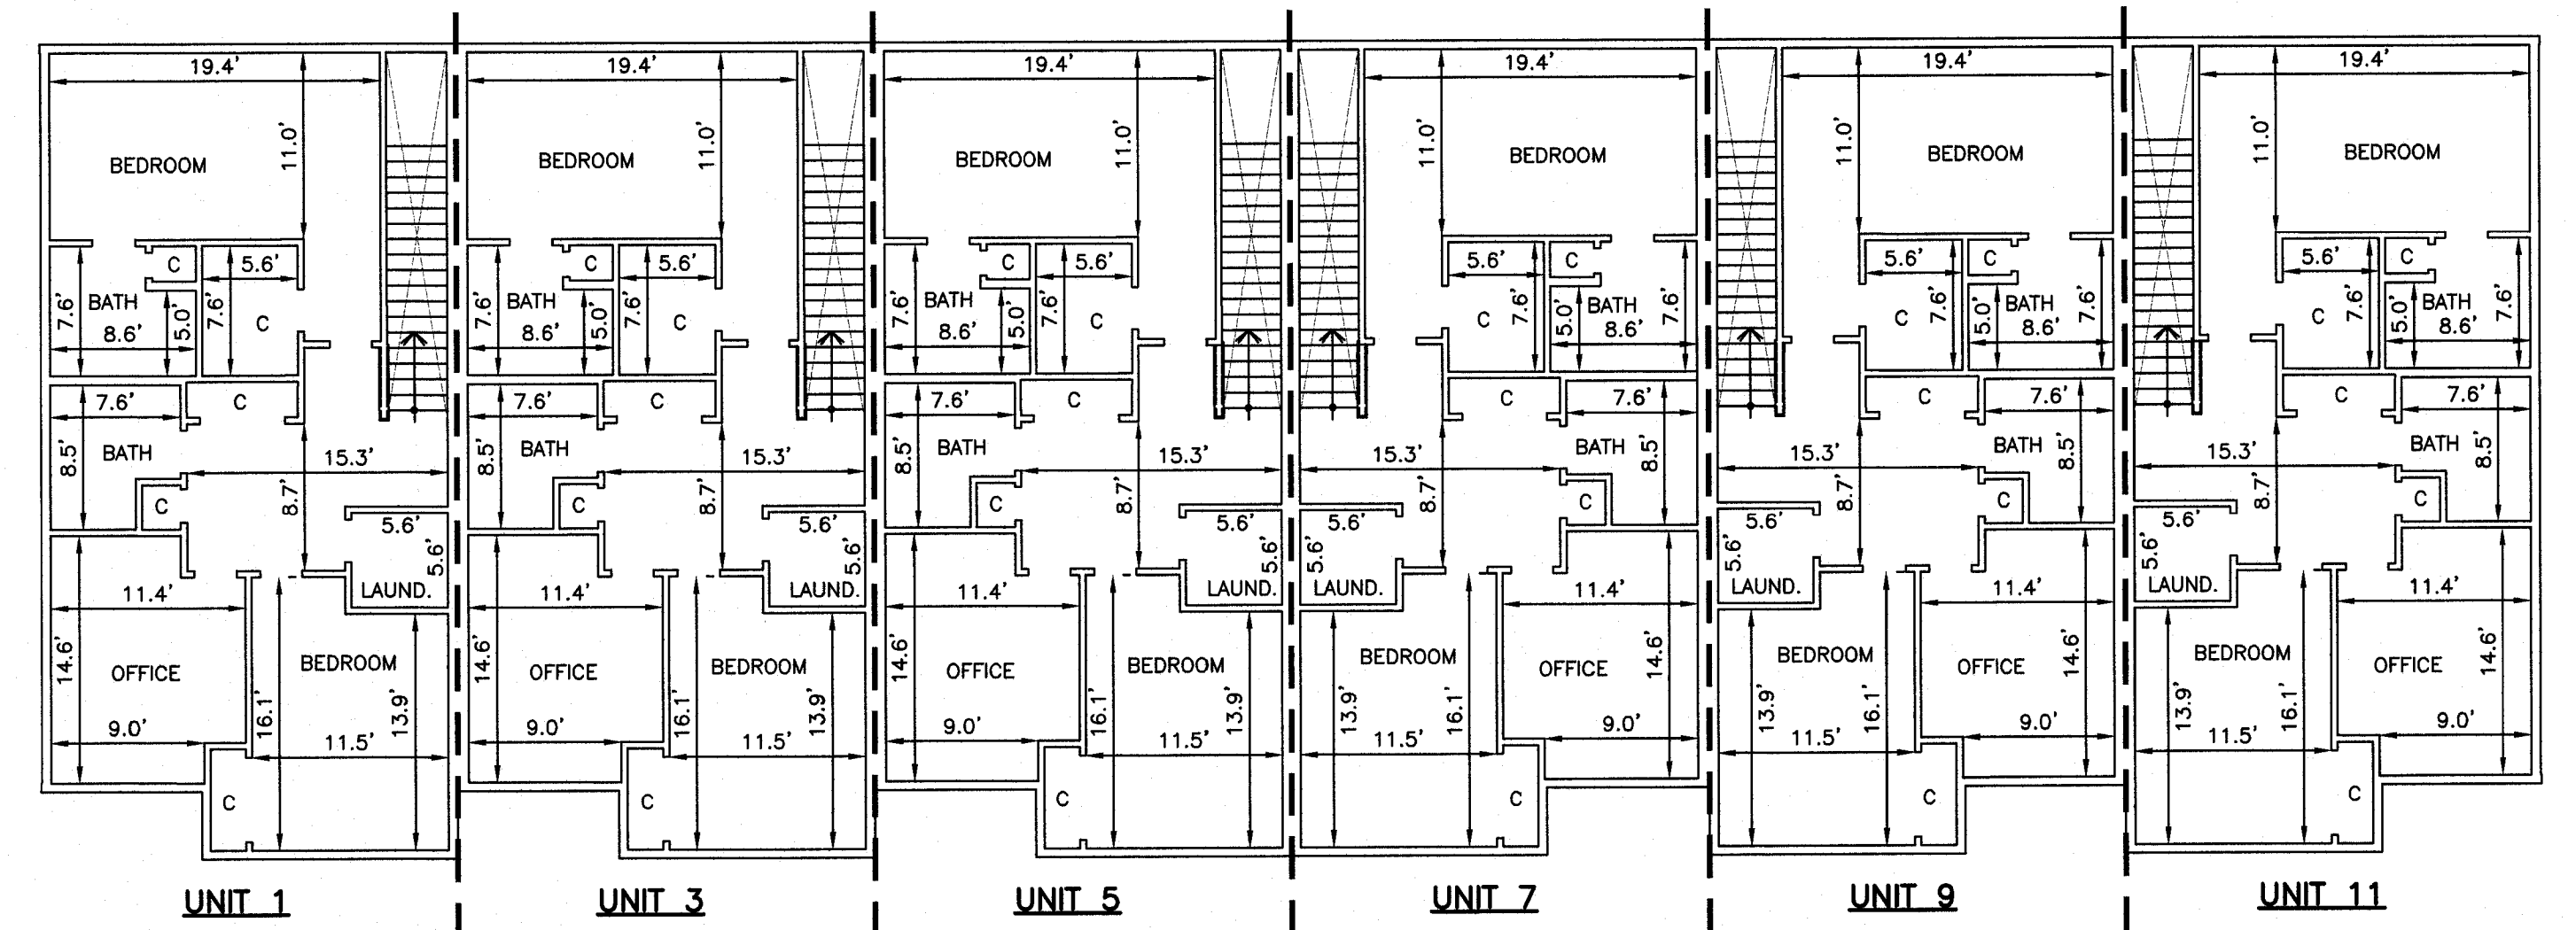 19.4' 19.4' 19.4' 19.4' 19.4' 19.4'
11.0' 11.0' 11.0' 11.0' 11.0' 11.0'
BEDROOM BEDROOM BEDROOM BEDROOM BEDROOM BEDROOM
C 5.6' C 5.6' C 5.6' 5.6' C 5.6' C 5.6' C
7.6' BATH 5.0' 7.6' C 7.6' BATH 5.0' 7.6' C 7.6' BATH 5.0' 7.6' C C 7.6' 5.0' BATH 7.6' C 7.6' 5.0' BATH 7.6' C 7.6' 5.0' BATH 7.6'
8.6' 8.6' 8.6' 8.6' 8.6' 8.6'
7.6' C 7.6' C 7.6' C C 7.6' C 7.6' C 7.6'
8.5' BATH 8.5' BATH 8.5' BATH BATH 8.5' BATH 8.5' BATH 8.5'
15.3' 15.3' 15.3' 15.3' 15.3' 15.3'
C 8.7' C 8.7' C 8.7' 8.7' C 8.7' C 8.7' C
5.6' 5.6' 5.6' 5.6' 5.6' 5.6'
5.6' 5.6' 5.6' 5.6' 5.6' 5.6'
11.4' LAUND. 11.4' LAUND. 11.4' LAUND. LAUND. 11.4' LAUND. 11.4' LAUND. 11.4'
14.6' OFFICE BEDROOM 14.6' OFFICE BEDROOM 14.6' OFFICE BEDROOM BEDROOM OFFICE 14.6' BEDROOM OFFICE 14.6' BEDROOM OFFICE 14.6'
16.1' 13.9' 16.1' 13.9' 16.1' 13.9' 13.9' 16.1' 13.9' 16.1' 13.9' 16.1'
9.0' 11.5' 9.0' 11.5' 9.0' 11.5' 11.5' 9.0' 11.5' 9.0' 11.5' 9.0'
C C C C C C
UNIT 1 UNIT 3 UNIT 5 UNIT 7 UNIT 9 UNIT 11